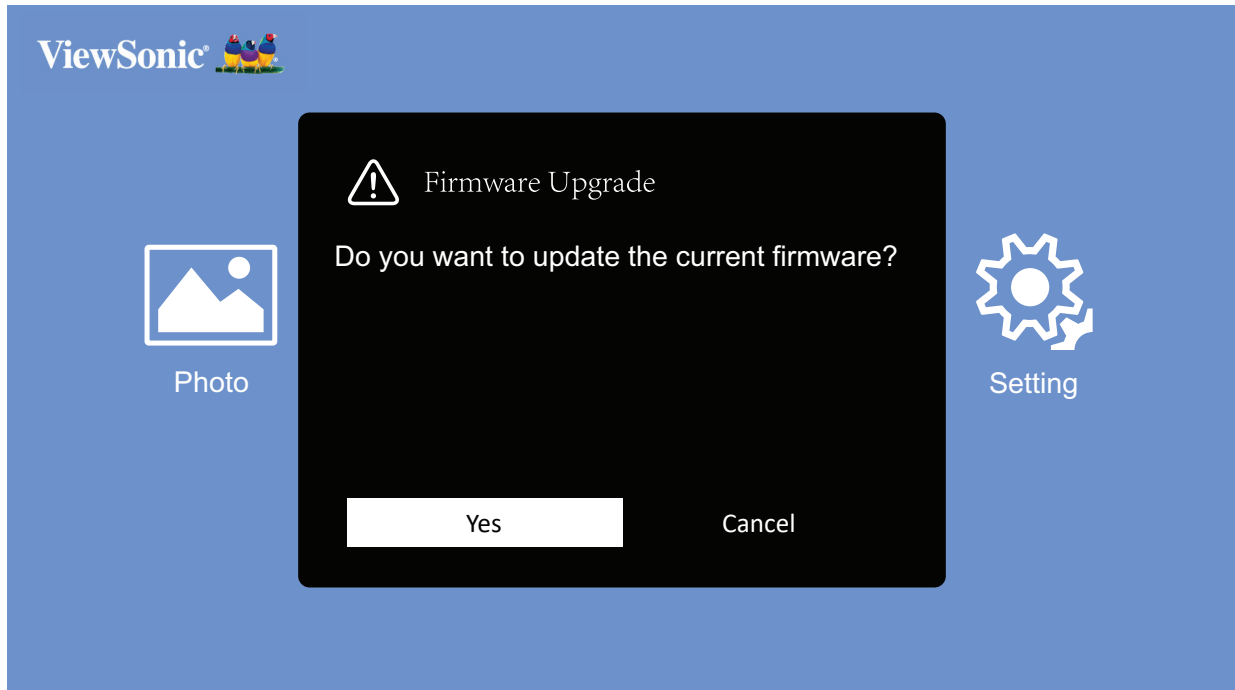 ViewSonic®
Firmware Upgrade
Do you want to update the current firmware?
Photo
Setting
Yes
Cancel